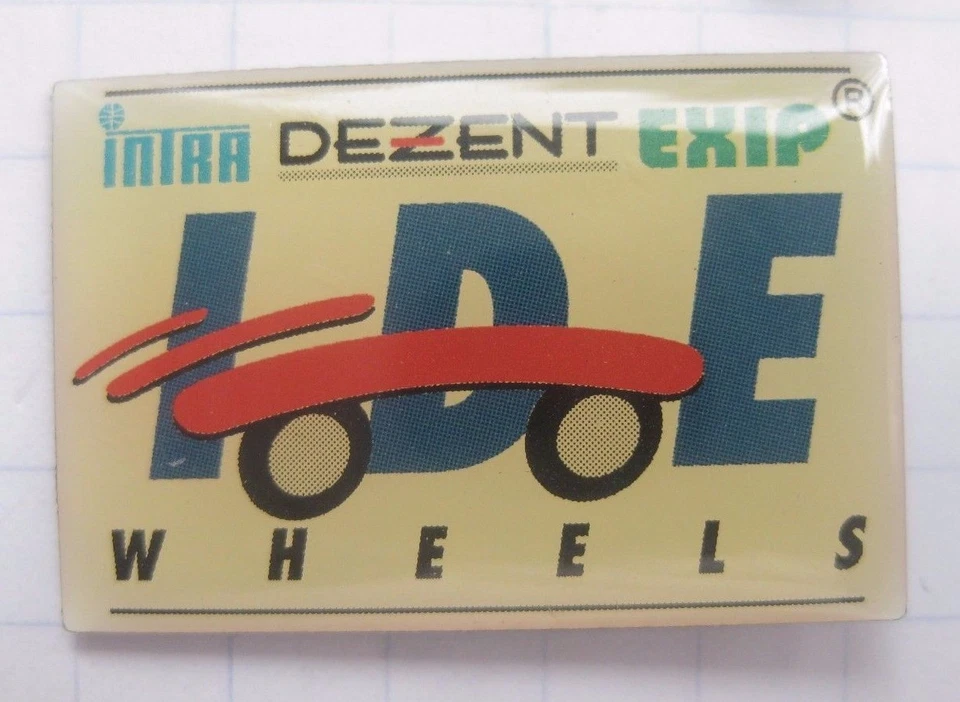 INTRA DEZENT EXIP ®
IDE
WHEELS